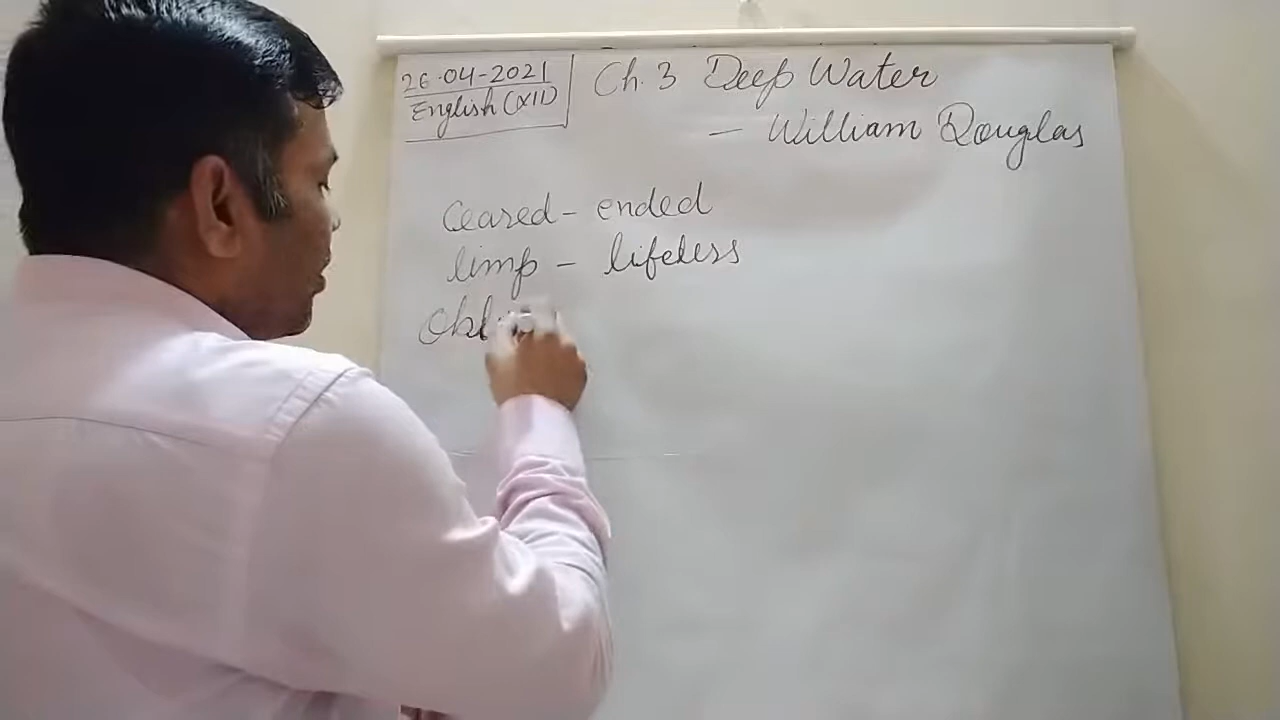 26-04-2021
English (XII)
Ch. 3 Deep Water
- William Douglas
Ceased - ended
limp - lifeless